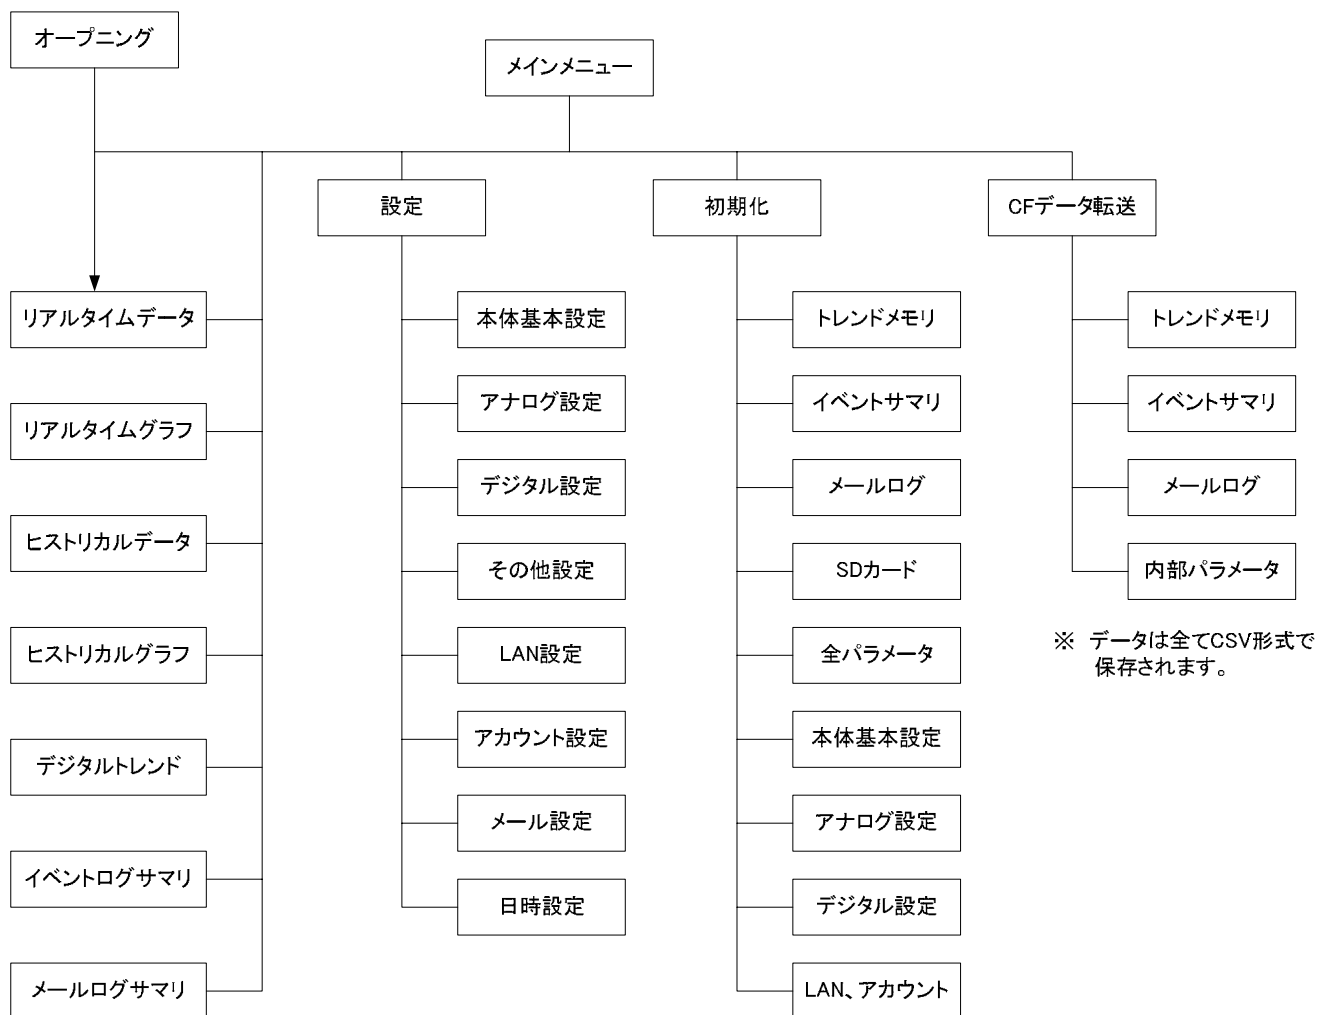 オープニング
メインメニュー
設定
初期化
CFデータ転送
リアルタイムデータ
リアルタイムグラフ
ヒストリカルデータ
ヒストリカルグラフ
デジタルトレンド
イベントログサマリ
メールログサマリ
本体基本設定
アナログ設定
デジタル設定
その他設定
LAN設定
アカウント設定
メール設定
日時設定
トレンドメモリ
イベントサマリ
メールログ
SDカード
全パラメータ
本体基本設定
アナログ設定
デジタル設定
LAN、アカウント
トレンドメモリ
イベントサマリ
メールログ
内部パラメータ
※ データは全てCSV形式で
保存されます。